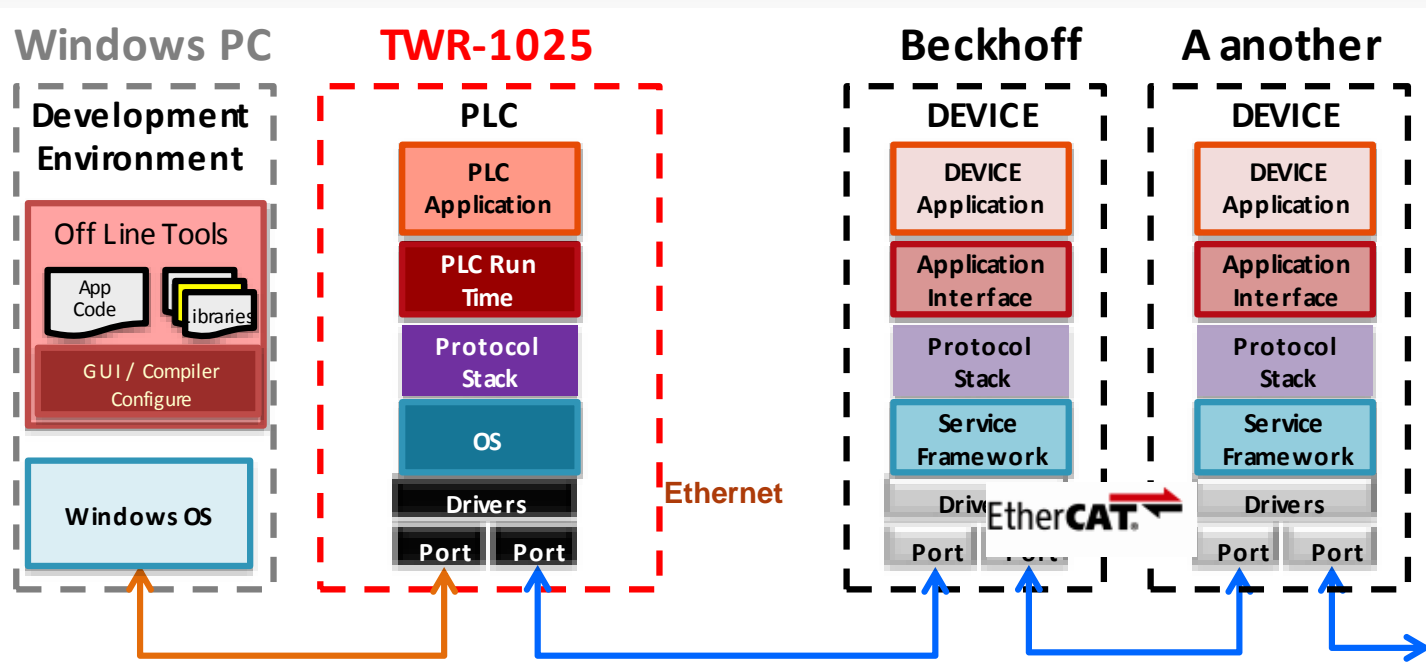 Windows PC
Development
Environment
Off Line Tools
App
Code
Libraries
GUI / Compiler
Configure
Windows OS
TWR-1025
PLC
PLC
Application
PLC Run
Time
Protocol
Stack
OS
Drivers
Port Port
Ethernet
Beckhoff
DEVICE
DEVICE
Application
Application
Interface
Protocol
Stack
Service
Framework
Port
EtherCAT.
A another
DEVICE
DEVICE
Application
Application
Interface
Protocol
Stack
Service
Framework
Drivers
Port Port